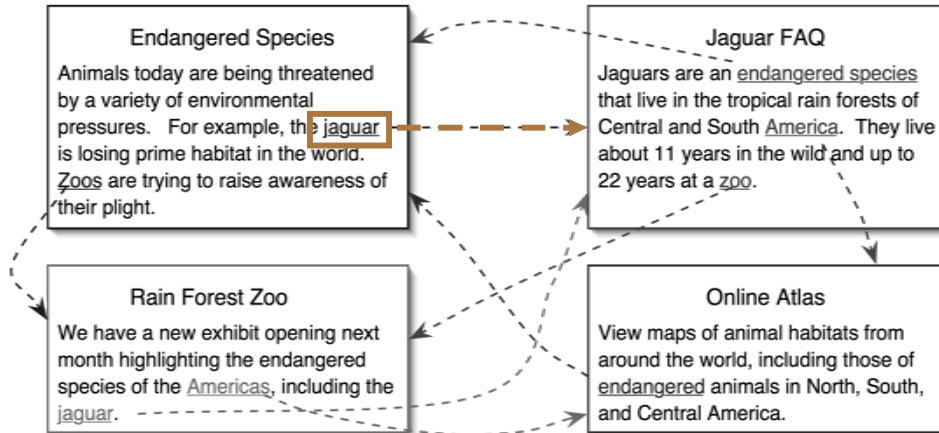 Endangered Species
Animals today are being threatened
by a variety of environmental
pressures. For example, the jaguar
is losing prime habitat in the world.
Zoos are trying to raise awareness of
their plight.
Jaguar FAQ
Jaguars are an endangered species
that live in the tropical rain forests of
Central and South America. They live
about 11 years in the wild and up to
22 years at a zoo.
Rain Forest Zoo
We have a new exhibit opening next
month highlighting the endangered
species of the Americas, including the
jaguar.
Online Atlas
View maps of animal habitats from
around the world, including those of
endangered animals in North, South,
and Central America.